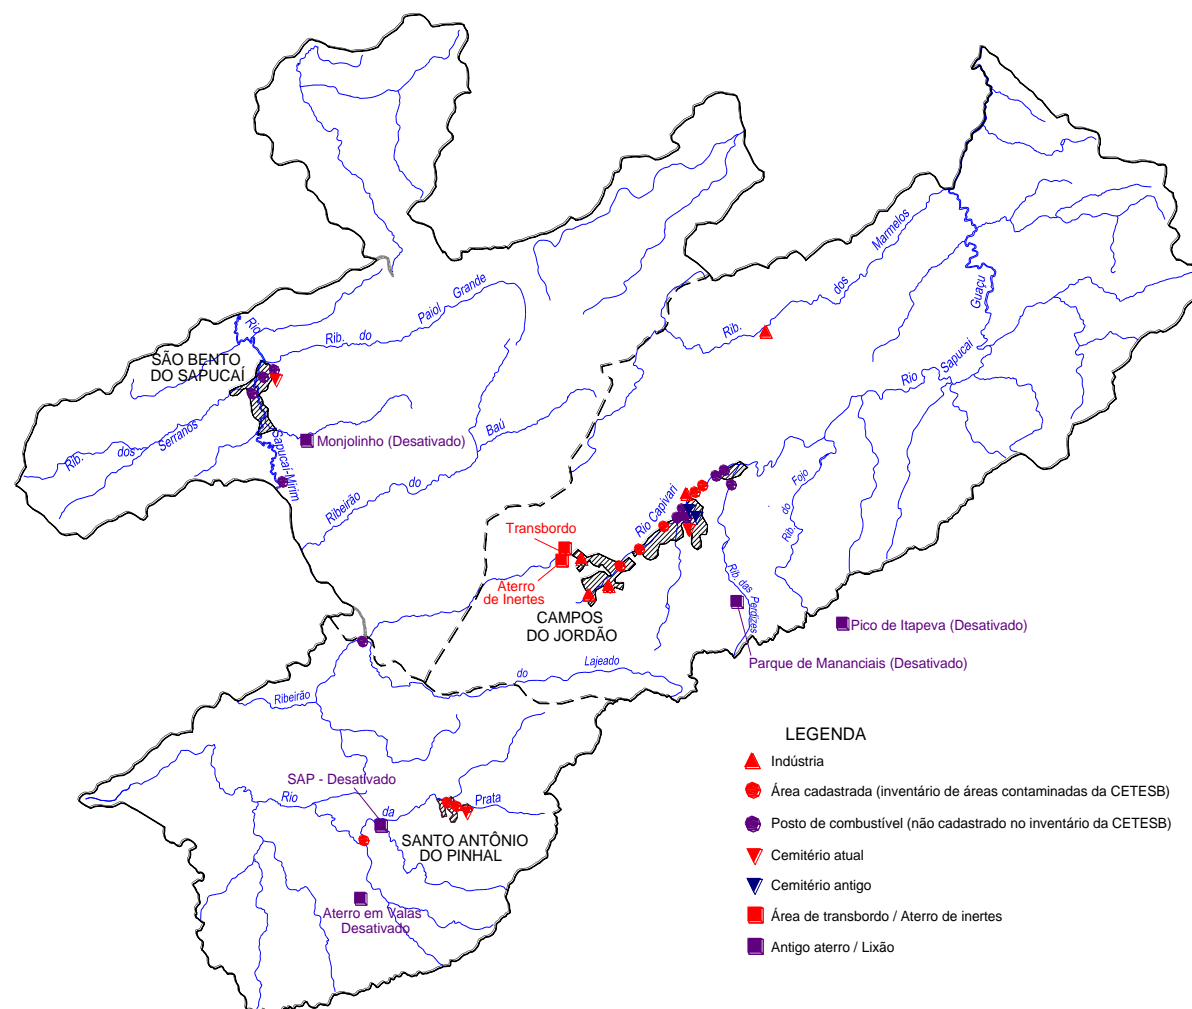 Marmelos
dos
Rib.
Guaçu
Grande
Paiol
do
Rib.
Rio
SÃO BENTO
DO SAPUCAÍ
Sapucaí
Rio
Baú
do
Ribeirão
Serranos
dos
Rib.
Monjolinho (Desativado)
Sapucaí-Mirim
Fojo
do
Rib.
Rio Capivari
Transbordo
Aterro
de Inertes
CAMPOS
DO JORDÃO
Rib. das
Perdizes
Pico de Itapeva (Desativado)
Parque de Mananciais (Desativado)
Lajeado
do
Ribeirão
SAP - Desativado
Rio
da
Prata
SANTO ANTÔNIO
DO PINHAL
Aterro em Valas
Desativado
LEGENDA
Indústria
Área cadastrada (inventário de áreas contaminadas da CETESB)
Posto de combustível (não cadastrado no inventário da CETESB)
Cemitério atual
Cemitério antigo
Área de transbordo / Aterro de inertes
Antigo aterro / Lixão